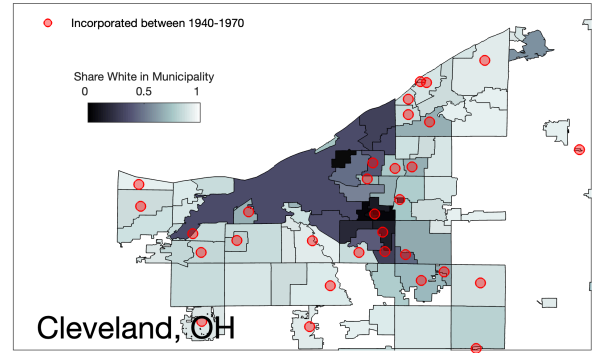 Incorporated between 1940-1970
Share White in Municipality
0 0.5 1
Cleveland, OH